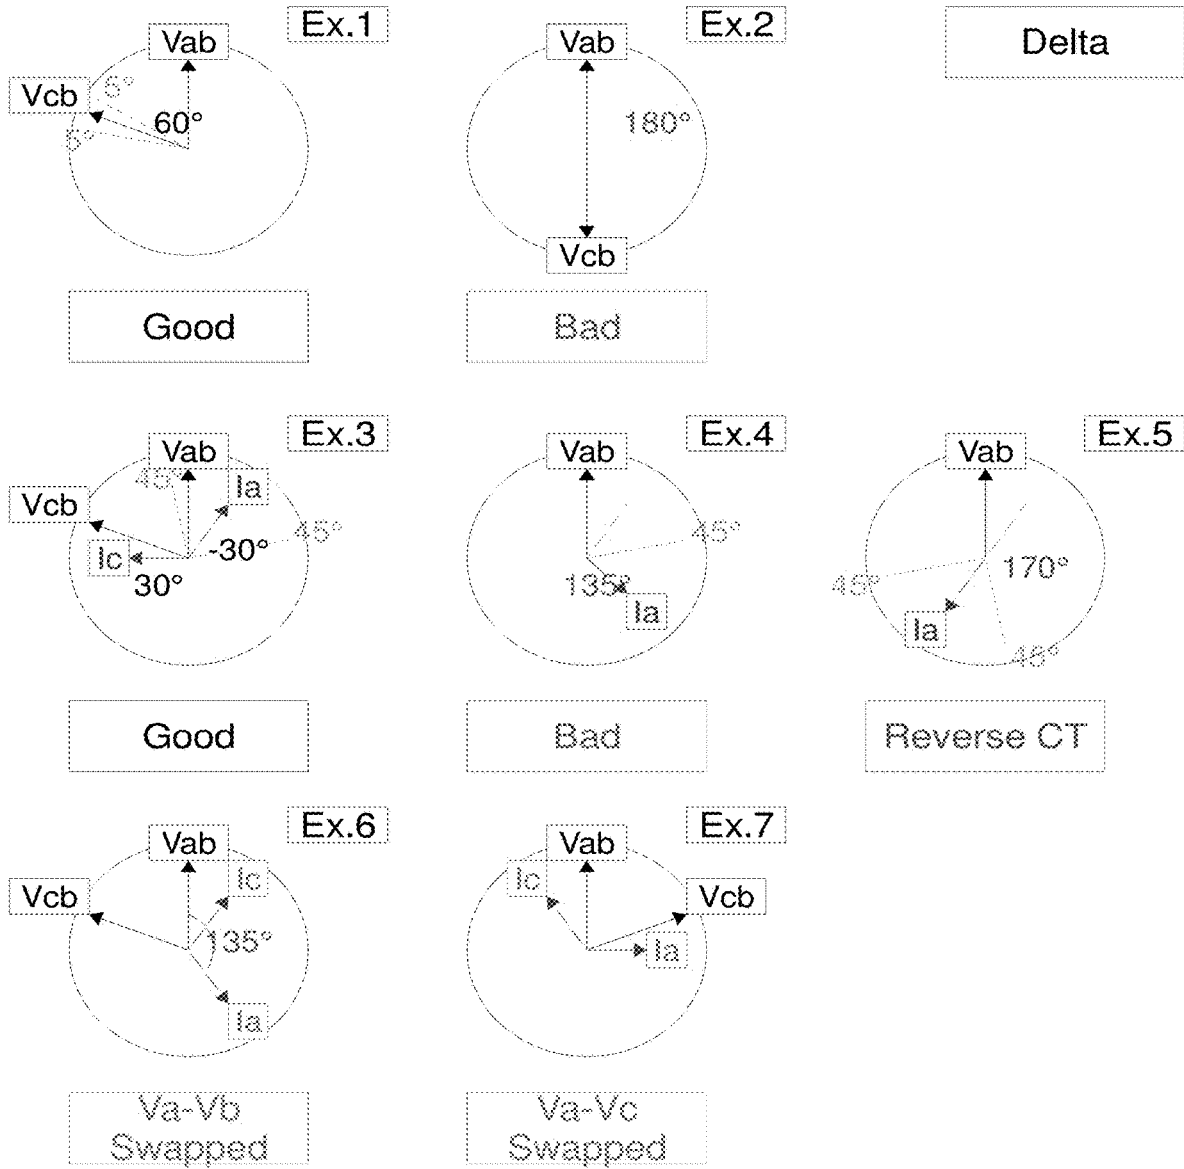 Ex.1
Ex.2
Delta
Vab
Vab
Vcb
5°
60°
5°
180°
Vcb
Good
Bad
Ex.3
Ex.4
Ex.5
Vab
Vab
Vab
Vcb
45°
Ia
45°
Ic
-30°
30°
45°
135°
Ia
170°
45°
Ia
45°
Good
Bad
Reverse CT
Ex.6
Ex.7
Vab
Vab
Vcb
Ic
135°
Ia
Ic
Vcb
Ia
Va-Vb
Swapped
Va-Vc
Swapped